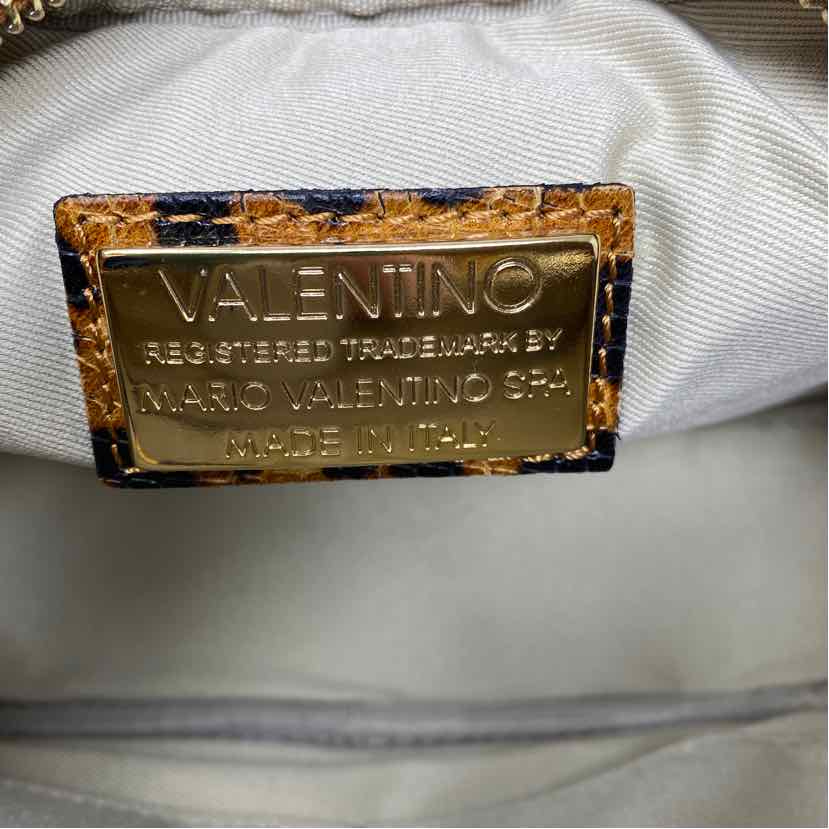 VALENTINO
REGISTERED TRADEMARK BY
MARIO VALENTINO SPA
MADE IN ITALY